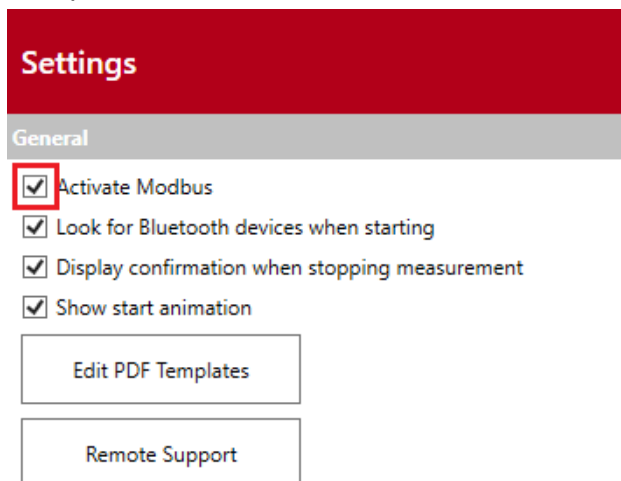 Settings
General
Activate Modbus
Look for Bluetooth devices when starting
Display confirmation when stopping measurement
Show start animation
Edit PDF Templates
Remote Support